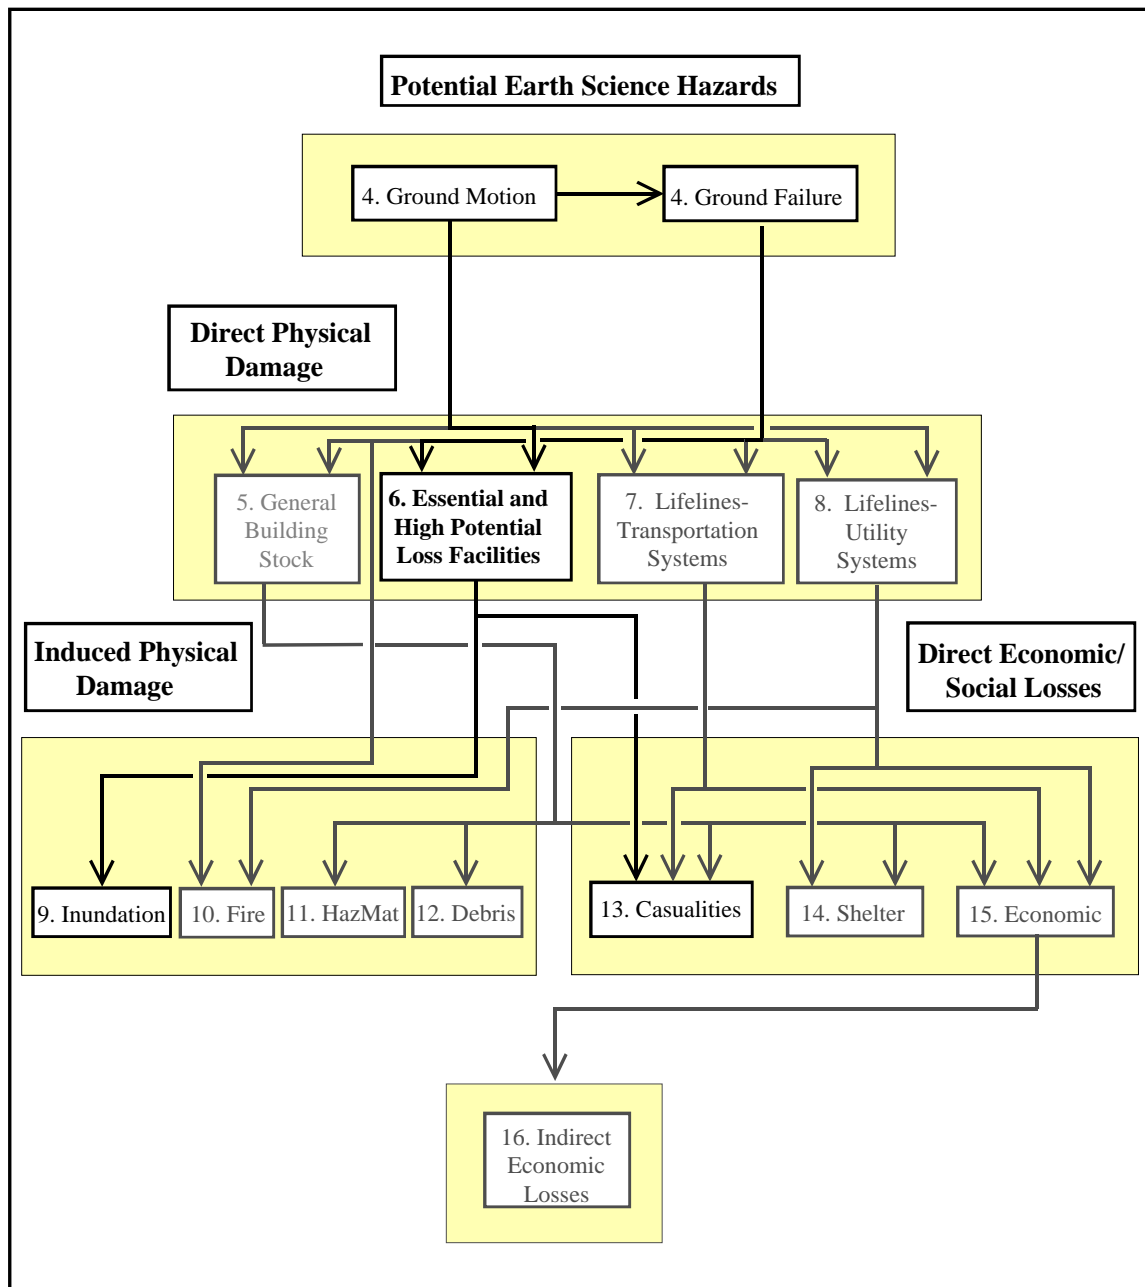 Potential Earth Science Hazards
4. Ground Motion
4. Ground Failure
Direct Physical
Damage
5. General
Building
Stock
6. Essential and
High Potential
Loss Facilities
7. Lifelines-
Transportation
Systems
8. Lifelines-
Utility
Systems
Induced Physical
Damage
Direct Economic/
Social Losses
9. Inundation
10. Fire
11. HazMat
12. Debris
13. Casualities
14. Shelter
15. Economic
16. Indirect
Economic
Losses